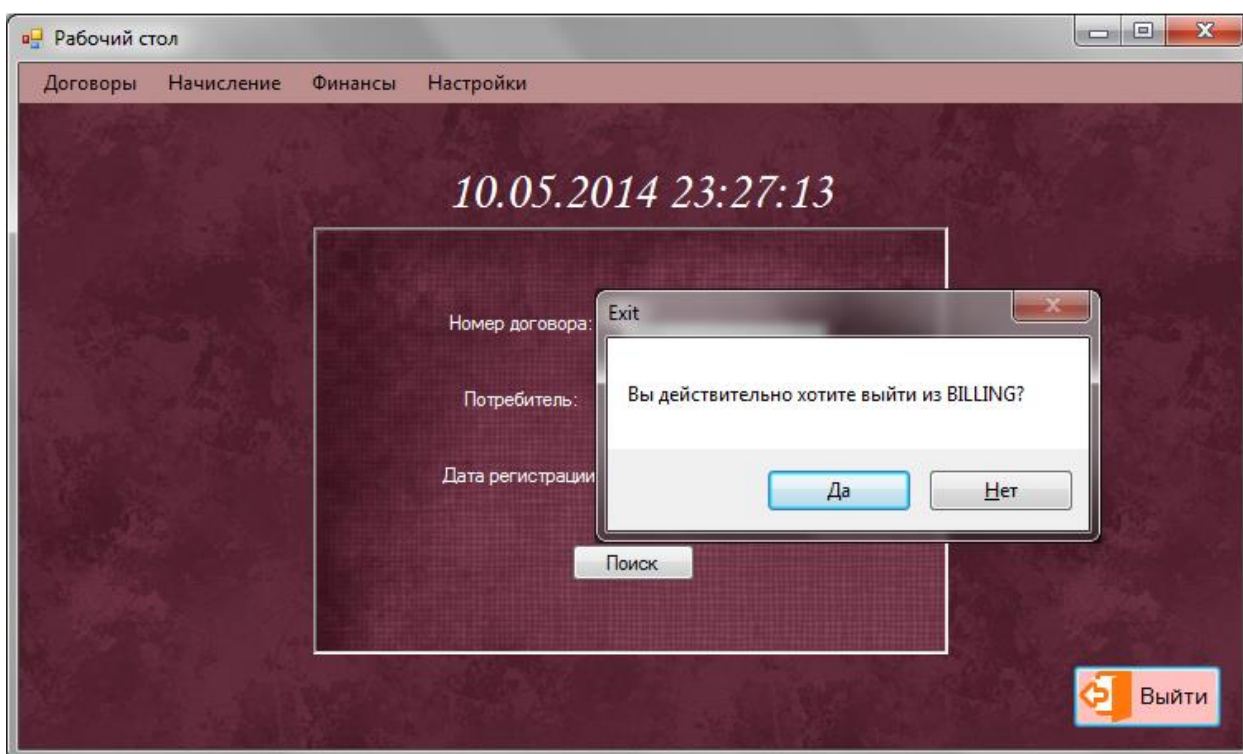 Рабочий стол
Договоры Начисление Финансы Настройки
10.05.2014 23:27:13
Номер договора:
Exit
Вы действительно хотите выйти из BILLING?
Потребитель:
Дата регистрации
Да Нет
Поиск
Выйти